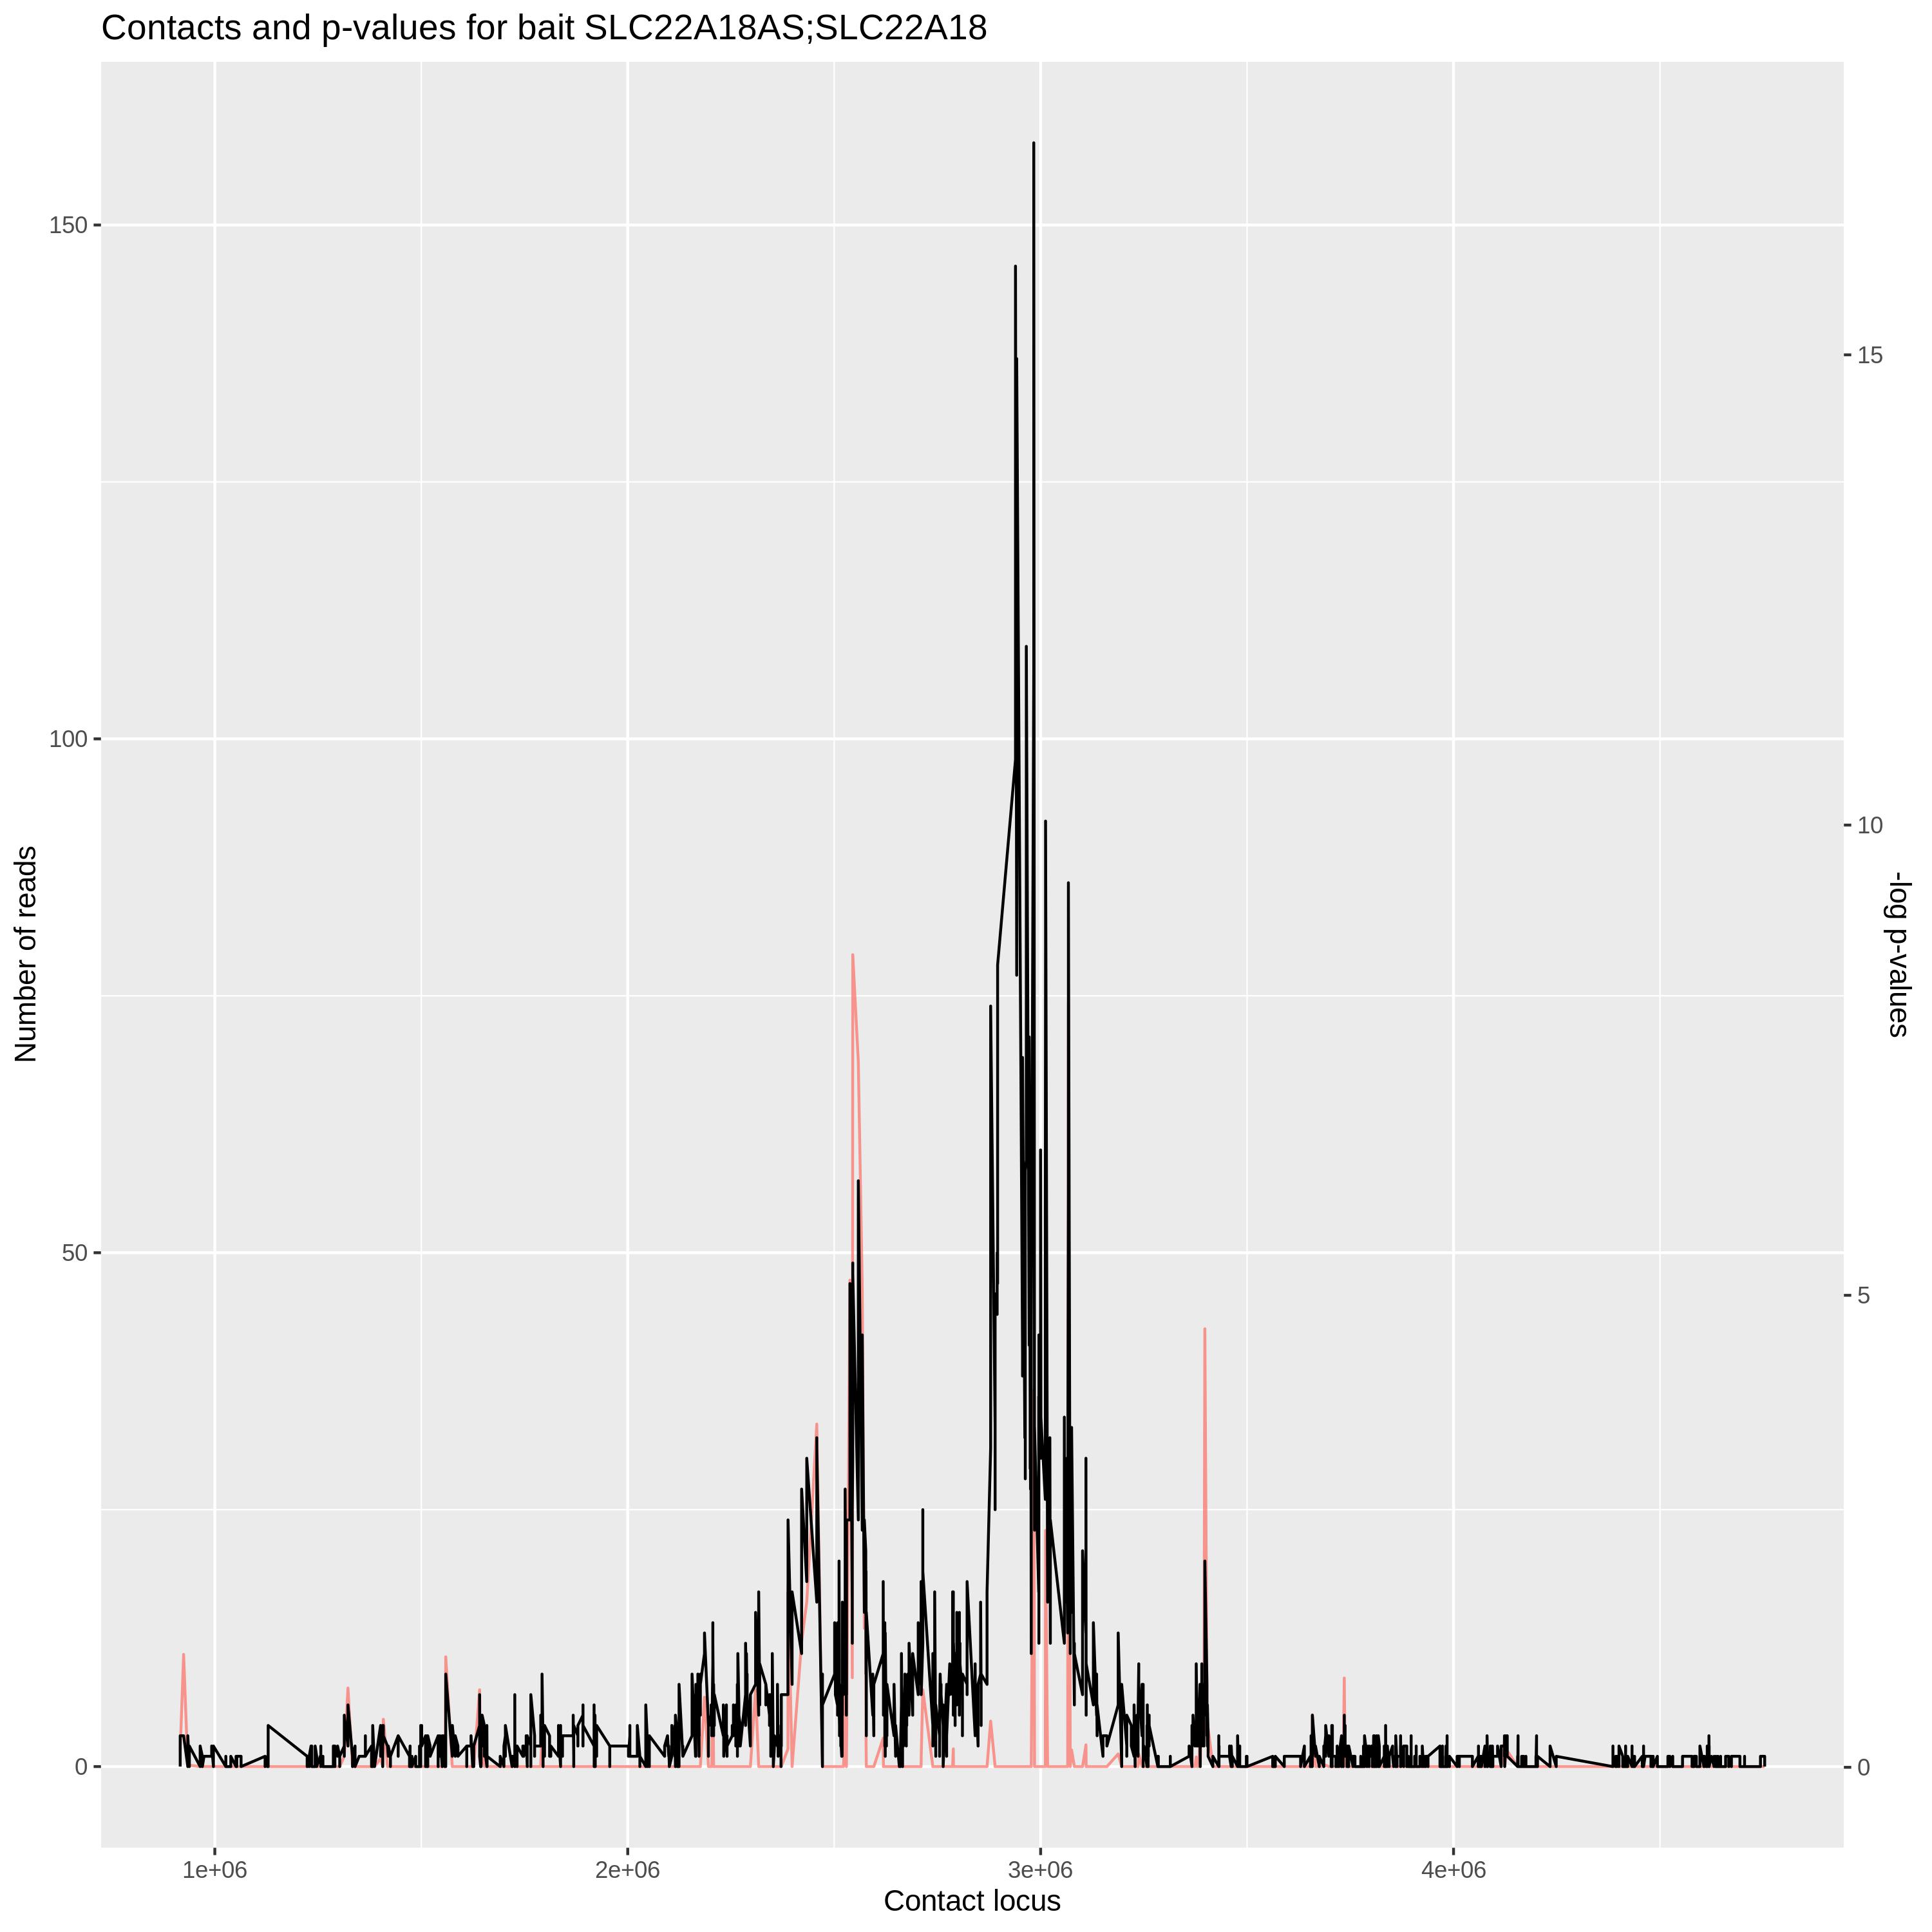 Contacts and p-values for bait SLC22A18AS;SLC22A18
150
100
50
0
Number of reads
15
10
5
0
-log p-values
1e+06 2e+06 3e+06 4e+06
Contact locus